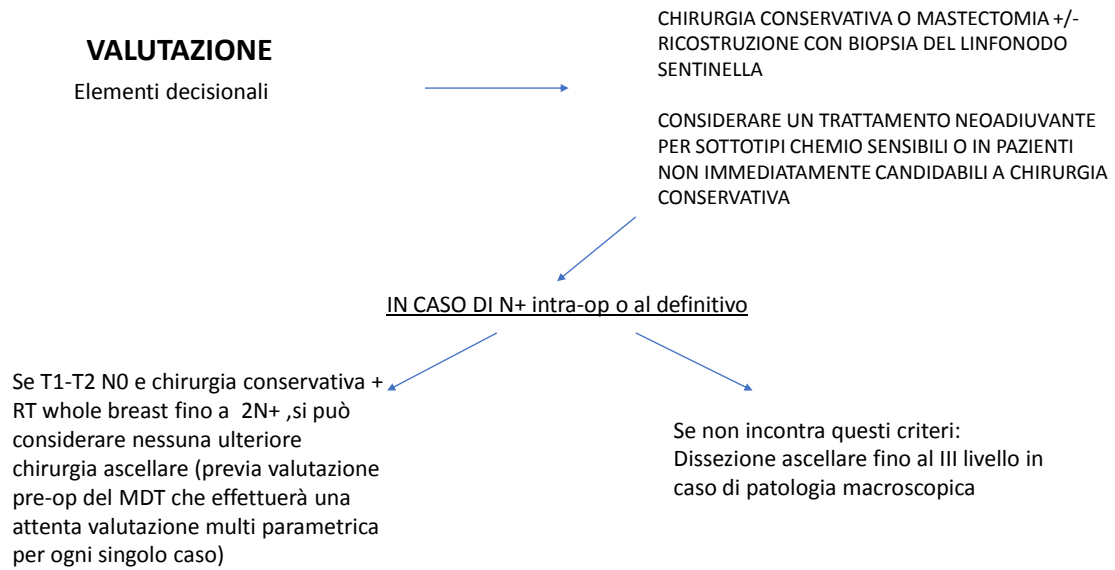 VALUTAZIONE
Elementi decisionali
CHIRURGIA CONSERVATIVA O MASTECTOMIA +/-
RICOSTRUZIONE CON BIOPSIA DEL LINFONODO
SENTINELLA
CONSIDERARE UN TRATTAMENTO NEOADIUVANTE
PER SOTTOTIPI CHEMIO SENSIBILI O IN PAZIENTI
NON IMMEDIATAMENTE CANDIDABILI A CHIRURGIA
CONSERVATIVA
IN CASO DI N+ intra-op o al definitivo
Se T1-T2 N0 e chirurgia conservativa +
RT whole breast fino a  2N+ ,si può
considerare nessuna ulteriore
chirurgia ascellare (previa valutazione
pre-op del MDT che effettuerà una
attenta valutazione multi parametrica
per ogni singolo caso)
Se non incontra questi criteri:
Dissezione ascellare fino al III livello in
caso di patologia macroscopica